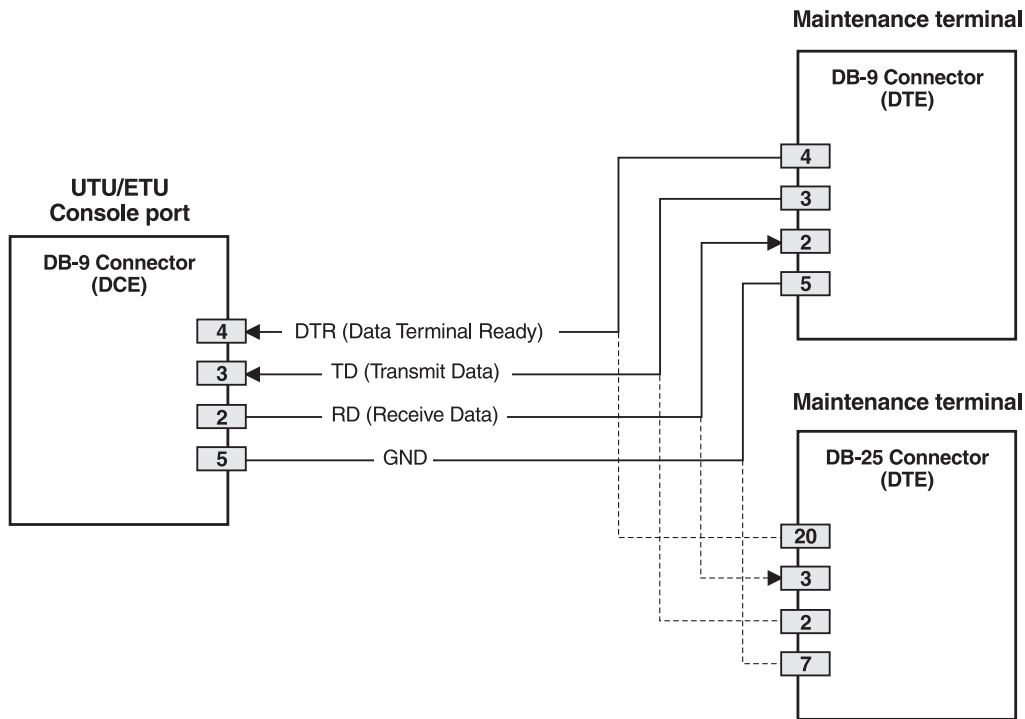 Maintenance terminal
DB-9 Connector
(DTE)
4
3
2
5
UTU/ETU
Console port
DB-9 Connector
(DCE)
4
DTR (Data Terminal Ready)
3
TD (Transmit Data)
2
RD (Receive Data)
5
GND
Maintenance terminal
DB-25 Connector
(DTE)
20
3
2
7